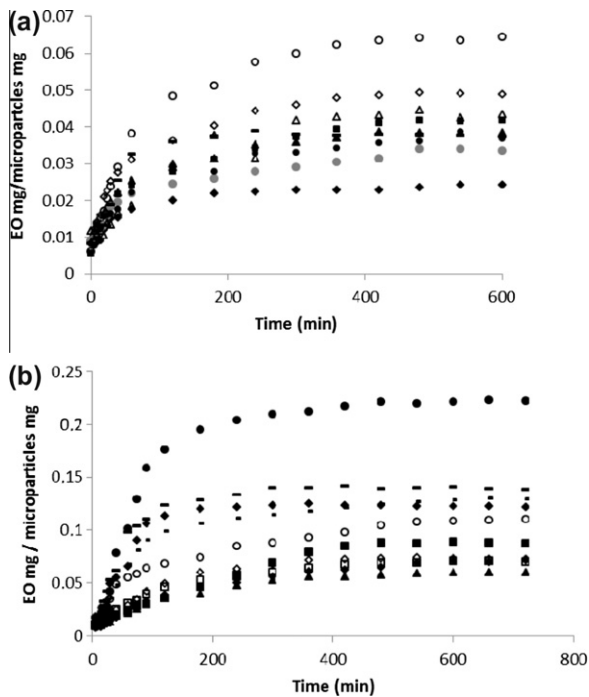 (a)
0.07
0.06
0.05
0.04
0.03
0.02
0.01
0
EO mg/microparticles mg
0 200 400 600
Time (min)
(b)
0.25
0.2
0.15
0.1
0.05
0
EO mg / microparticles mg
0 200 400 600 800
Time (min)